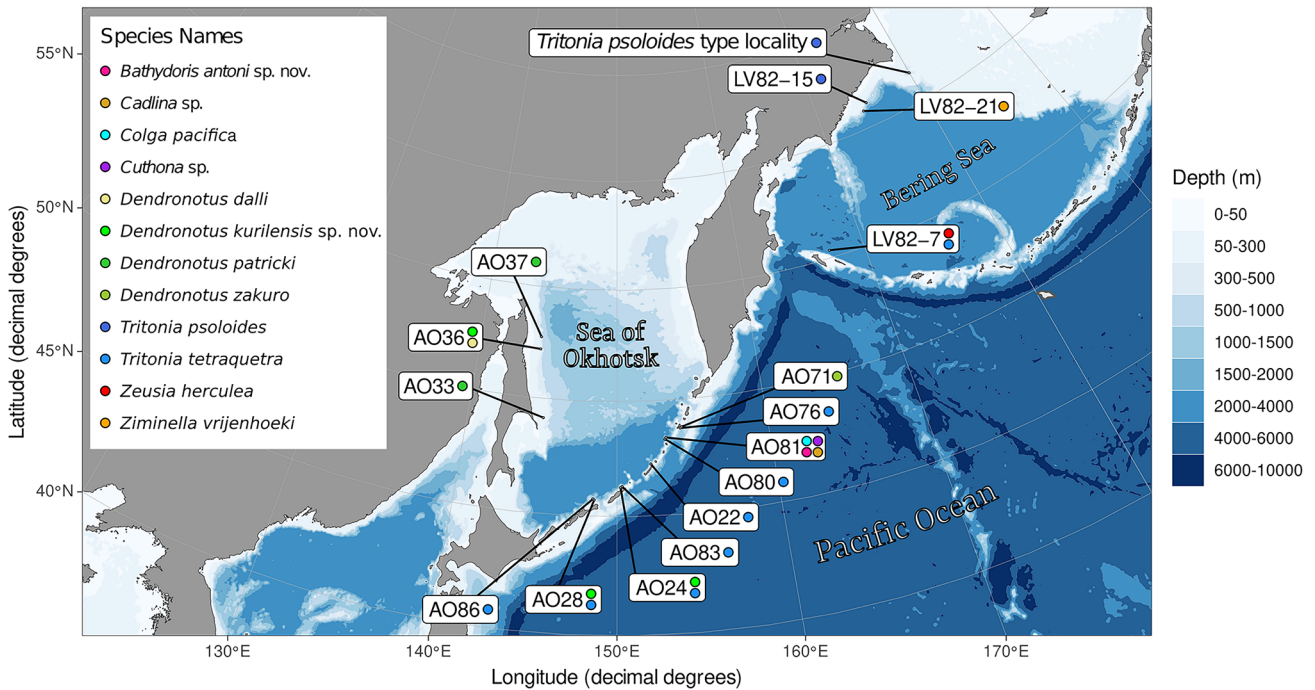 Species Names
Bathydoris antoni sp. nov.
Cadlina sp.
Colga pacifica
Cuthona sp.
Dendronotus dalli
Dendronotus kurilensis sp. nov.
Dendronotus patricki
Dendronotus zakuro
Tritonia psoloides
Tritonia tetraquetra
Zeusia herculea
Ziminella vrijenhoeki
Tritonia psoloides type locality
LV82−15
LV82−21
Bering Sea
LV82−7
AO37
AO36
AO33
Sea of
Okhotsk
AO71
AO76
AO81
AO80
AO22
AO83
AO24
AO28
AO86
Pacific Ocean
55°N
50°N
45°N
40°N
Latitude (decimal degrees)
130°E
140°E
150°E
160°E
170°E
Longitude (decimal degrees)
Depth (m)
0-50
50-300
300-500
500-1000
1000-1500
1500-2000
2000-4000
4000-6000
6000-10000